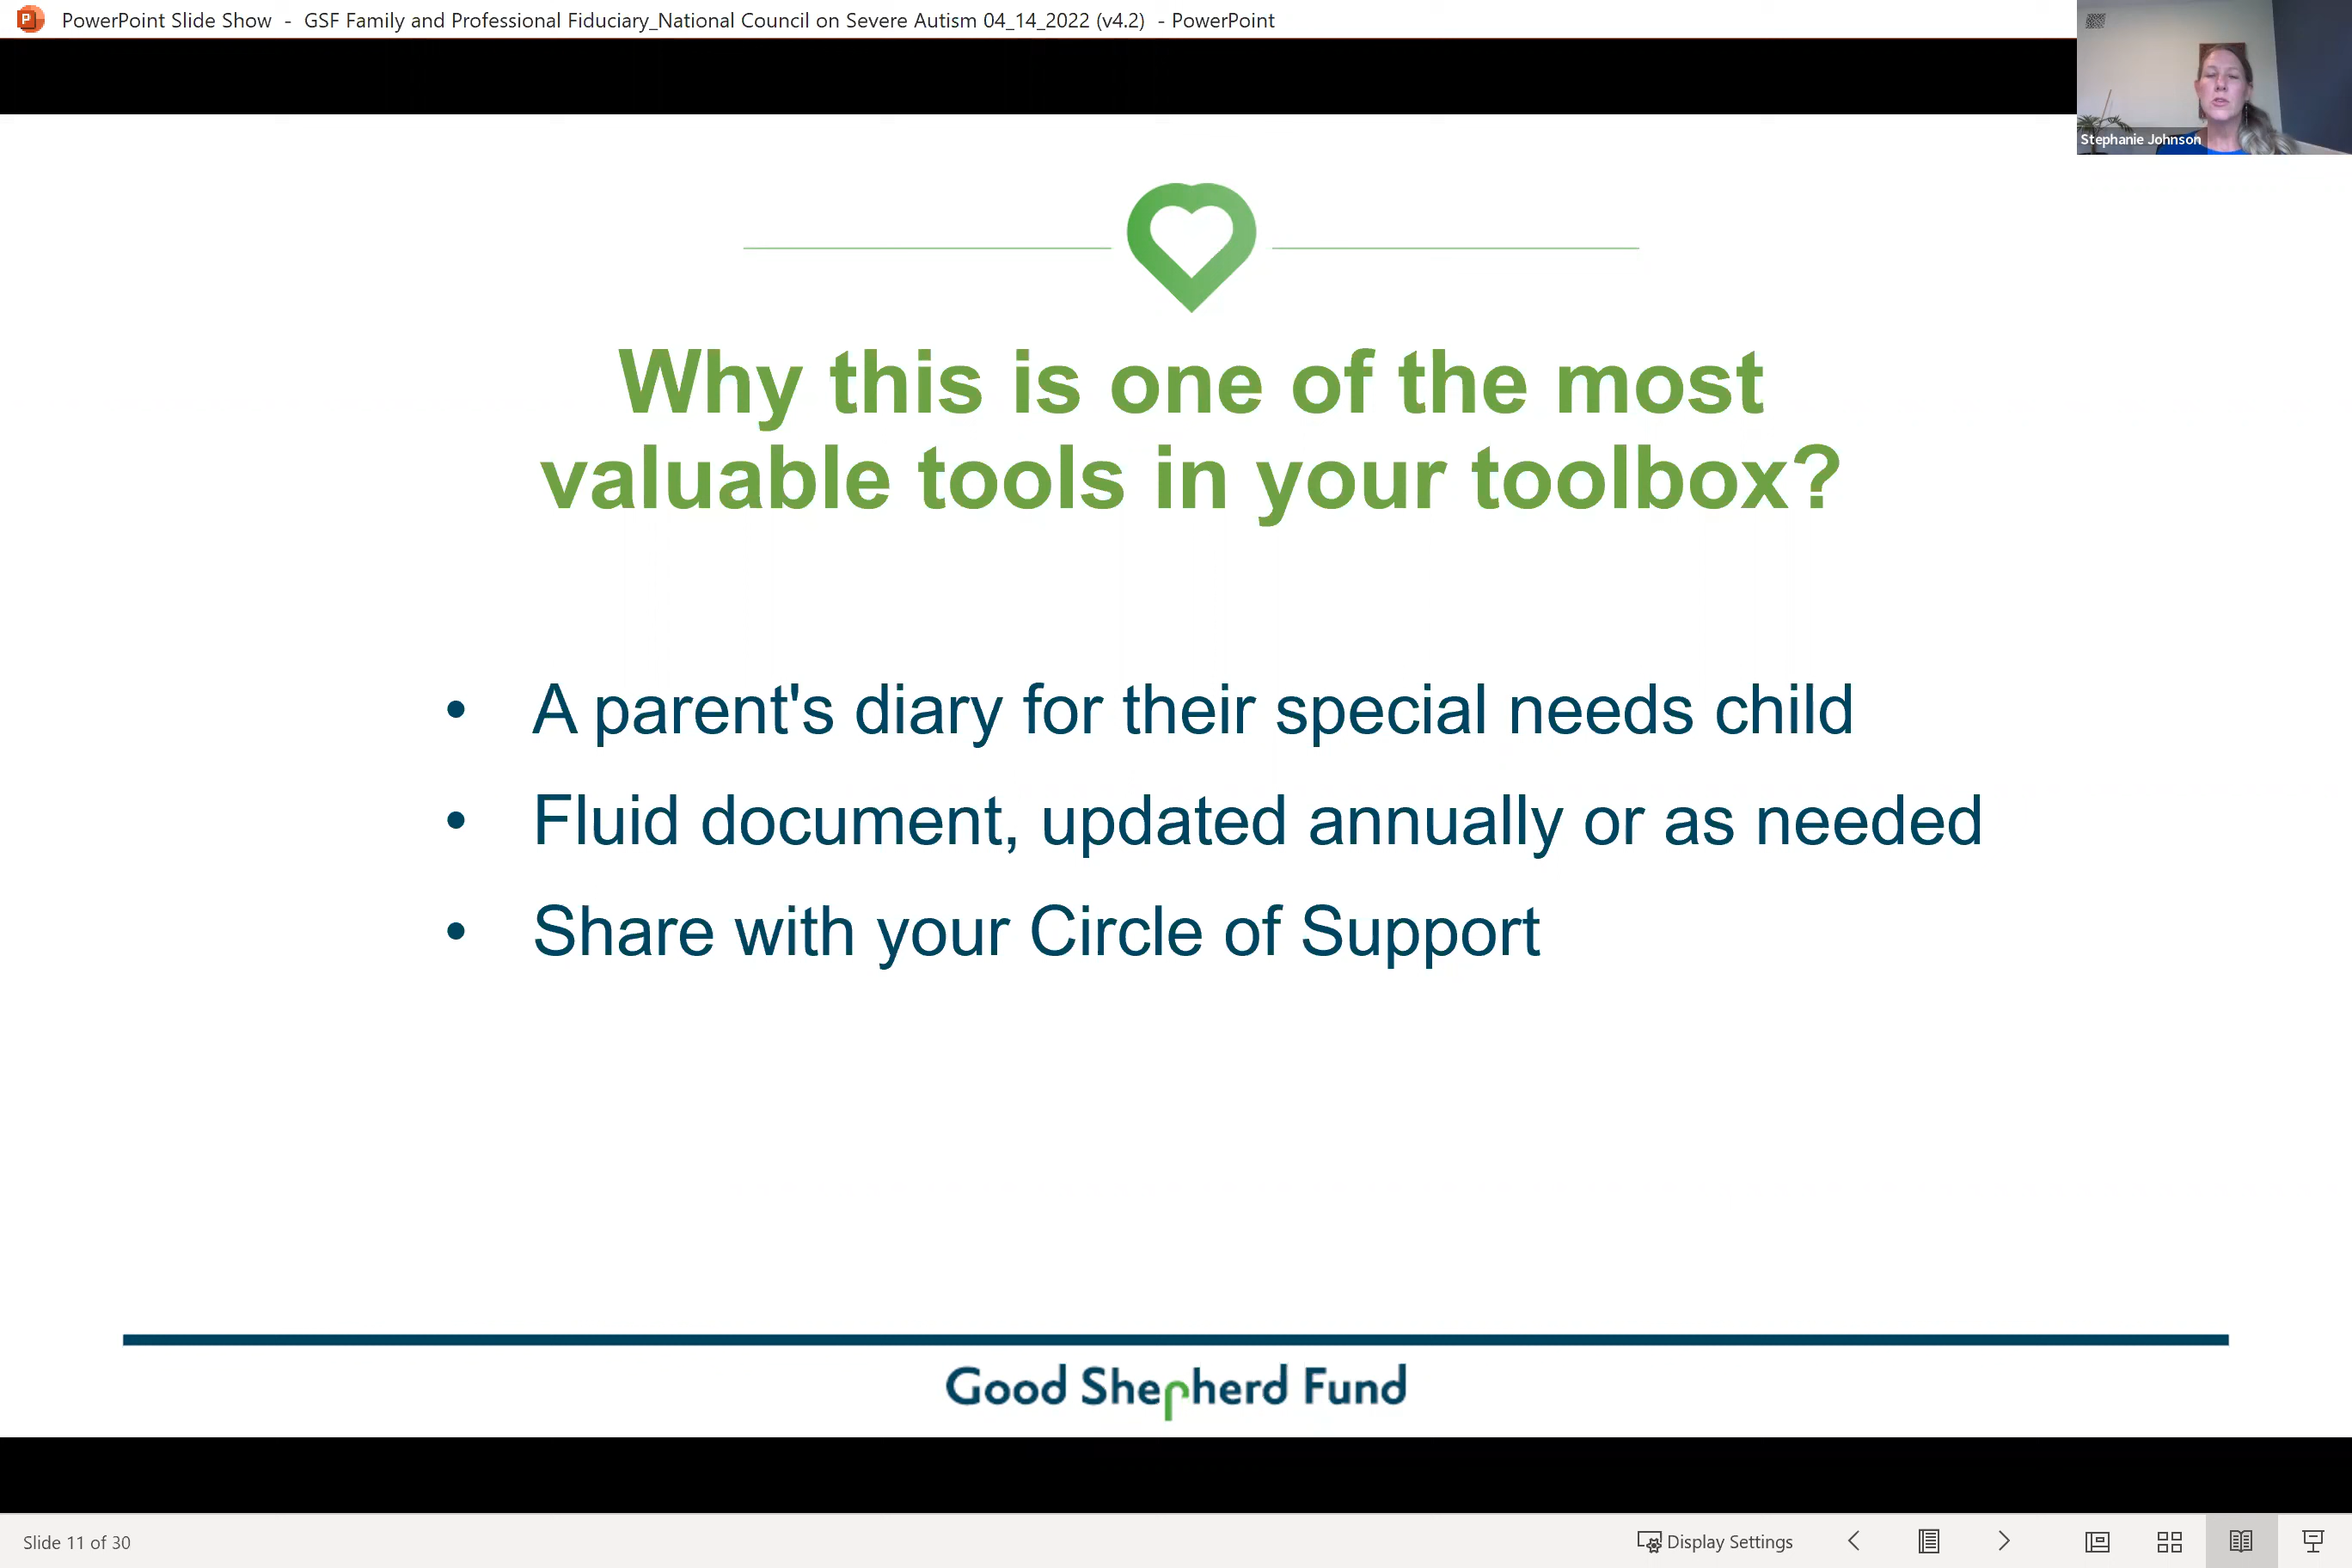 PowerPoint Slide Show - GSF Family and Professional Fiduciary_National Council on Severe Autism 04_14_2022 (v4.2) - PowerPoint
Stephanie Johnson
Why this is one of the most
valuable tools in your toolbox?
• A parent's diary for their special needs child
• Fluid document, updated annually or as needed
• Share with your Circle of Support
Good Shepherd Fund
Slide 11 of 30
Display Settings